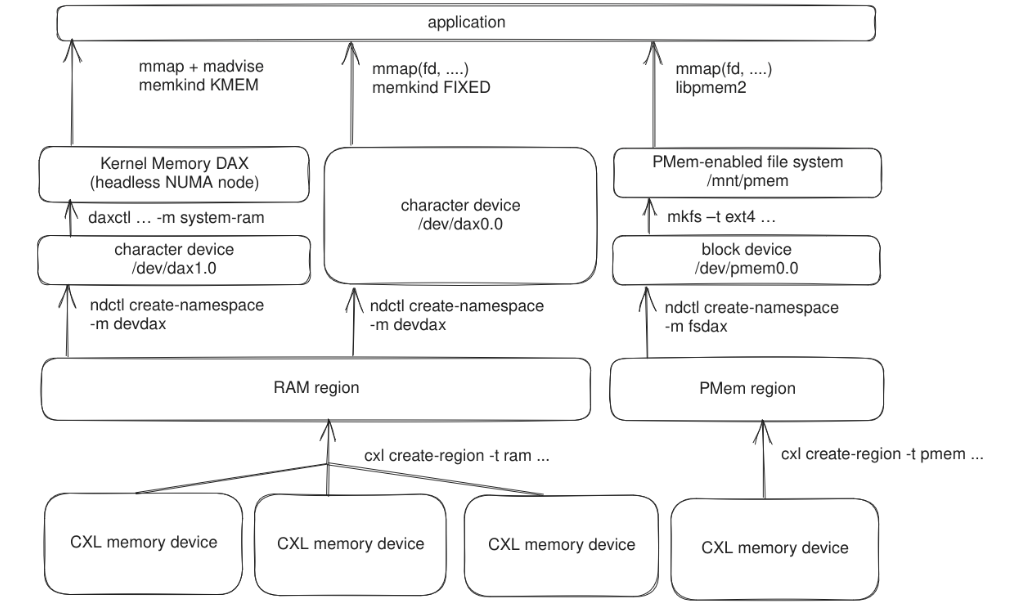 application
mmap + madvise
memkind KMEM
mmap(fd, ....)
memkind FIXED
mmap(fd, ....)
libpmem2
Kernel Memory DAX
(headless NUMA node)
character device
/dev/dax0.0
PMem-enabled file system
/mnt/pmem
daxctl … -m system-ram
mkfs –t ext4 …
character device
/dev/dax1.0
block device
/dev/pmem0.0
ndctl create-namespace
-m devdax
ndctl create-namespace
-m devdax
ndctl create-namespace
-m fsdax
RAM region
PMem region
cxl create-region -t ram ...
cxl create-region -t pmem ...
CXL memory device
CXL memory device
CXL memory device
CXL memory device